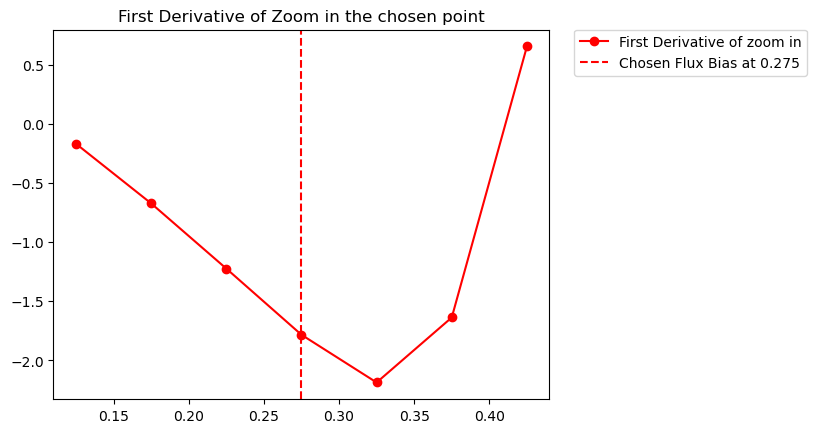 First Derivative of Zoom in the chosen point
First Derivative of zoom in
Chosen Flux Bias at 0.275
0.5
0.0
−0.5
−1.0
−1.5
−2.0
0.15 0.20 0.25 0.30 0.35 0.40